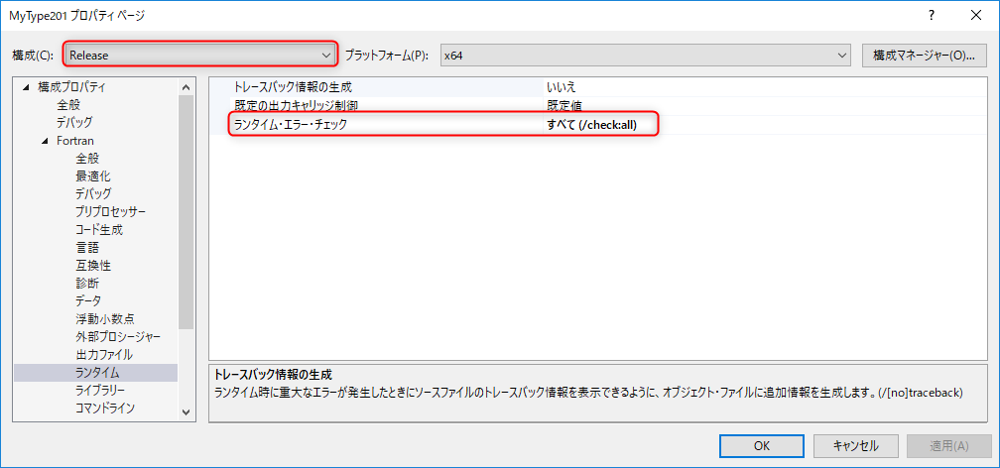 MyType201 プロパティ ページ
?
構成(C):
Release
プラットフォーム(P):
x64
構成マネージャー(O)...
構成プロパティ
全般
デバッグ
Fortran
全般
最適化
デバッグ
プリプロセッサー
コード生成
言語
互換性
診断
データ
浮動小数点
外部プロシージャー
出力ファイル
ランタイム
ライブラリー
コマンドライン
トレースバック情報の生成
いいえ
既定の出力キャリッジ制御
既定値
ランタイム・エラー・チェック
すべて (/check:all)
トレースバック情報の生成
ランタイム時に重大なエラーが発生したときにソースファイルのトレースバック情報を表示できるように、オブジェクト・ファイルに追加情報を生成します。(/[no]traceback)
OK
キャンセル
適用(A)